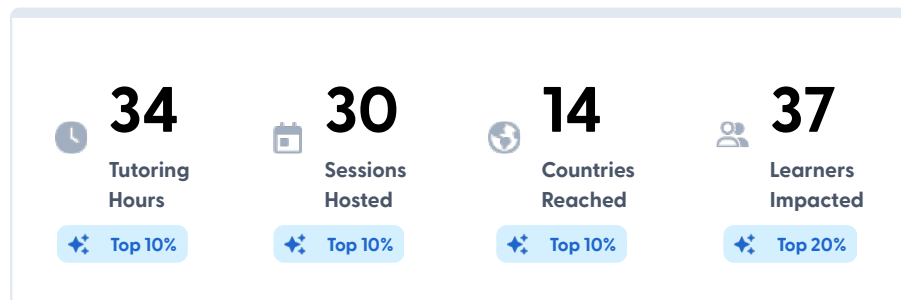 34
Tutoring
Hours
Top 10%
30
Sessions
Hosted
Top 10%
14
Countries
Reached
Top 10%
37
Learners
Impacted
Top 20%